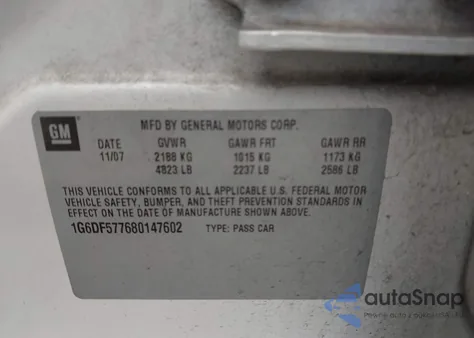 GM
MFD BY GENERAL MOTORS CORP.
DATE GVWR GAWR FRT GAWR RR
11/07 2188 KG 1015 KG 1173 KG
4823 LB 2237 LB 2586 LB
THIS VEHICLE CONFORMS TO ALL APPLICABLE U.S. FEDERAL MOTOR
VEHICLE SAFETY, BUMPER, AND THEFT PREVENTION STANDARDS IN
EFFECT ON THE DATE OF MANUFACTURE SHOWN ABOVE.
1G6DF577680147602 TYPE: PASS CAR
autoSnap